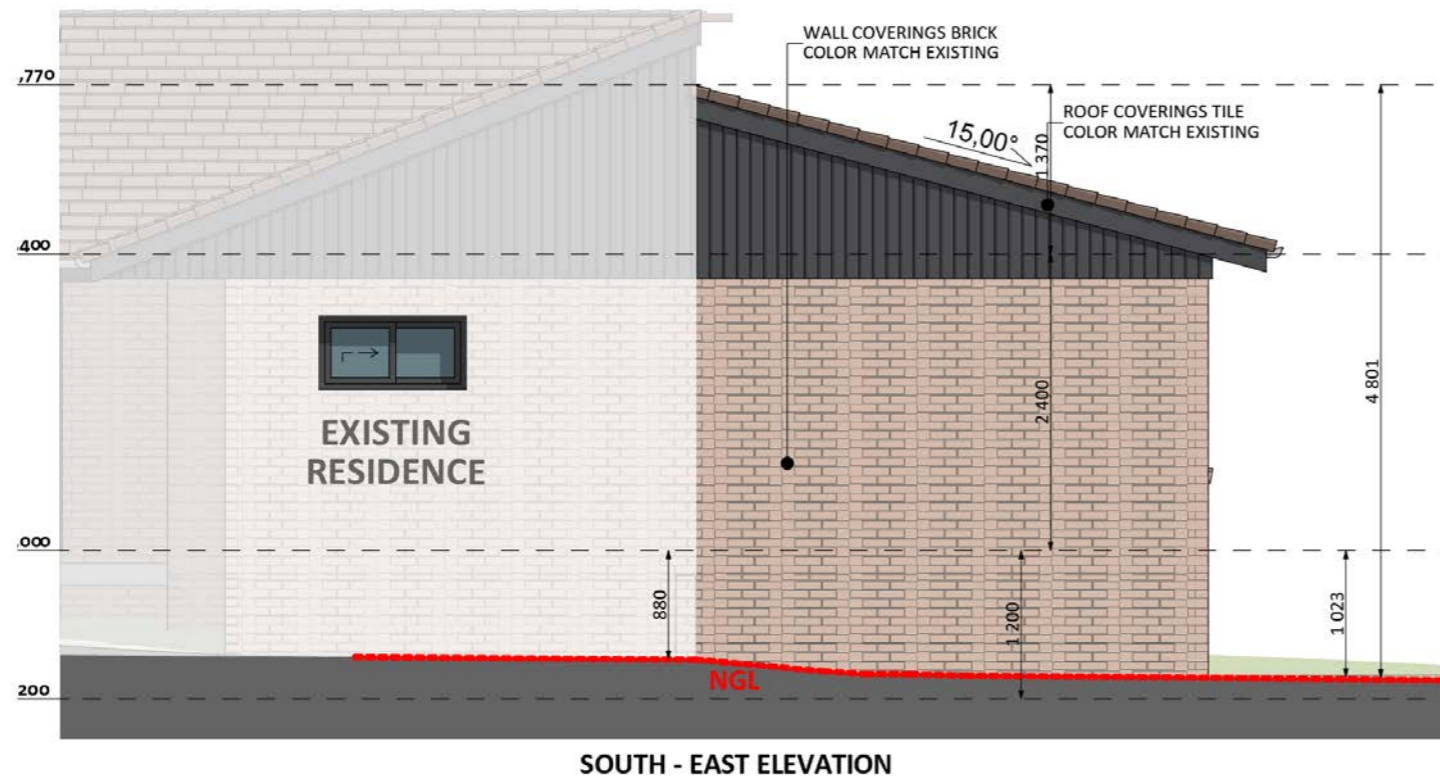 WALL COVERINGS BRICK
COLOR MATCH EXISTING
,770
ROOF COVERINGS TILE
COLOR MATCH EXISTING
15,00°
1 370
,400
4 801
2 400
EXISTING
RESIDENCE
,000
880
1 200
1 023
NGL
200
SOUTH - EAST ELEVATION